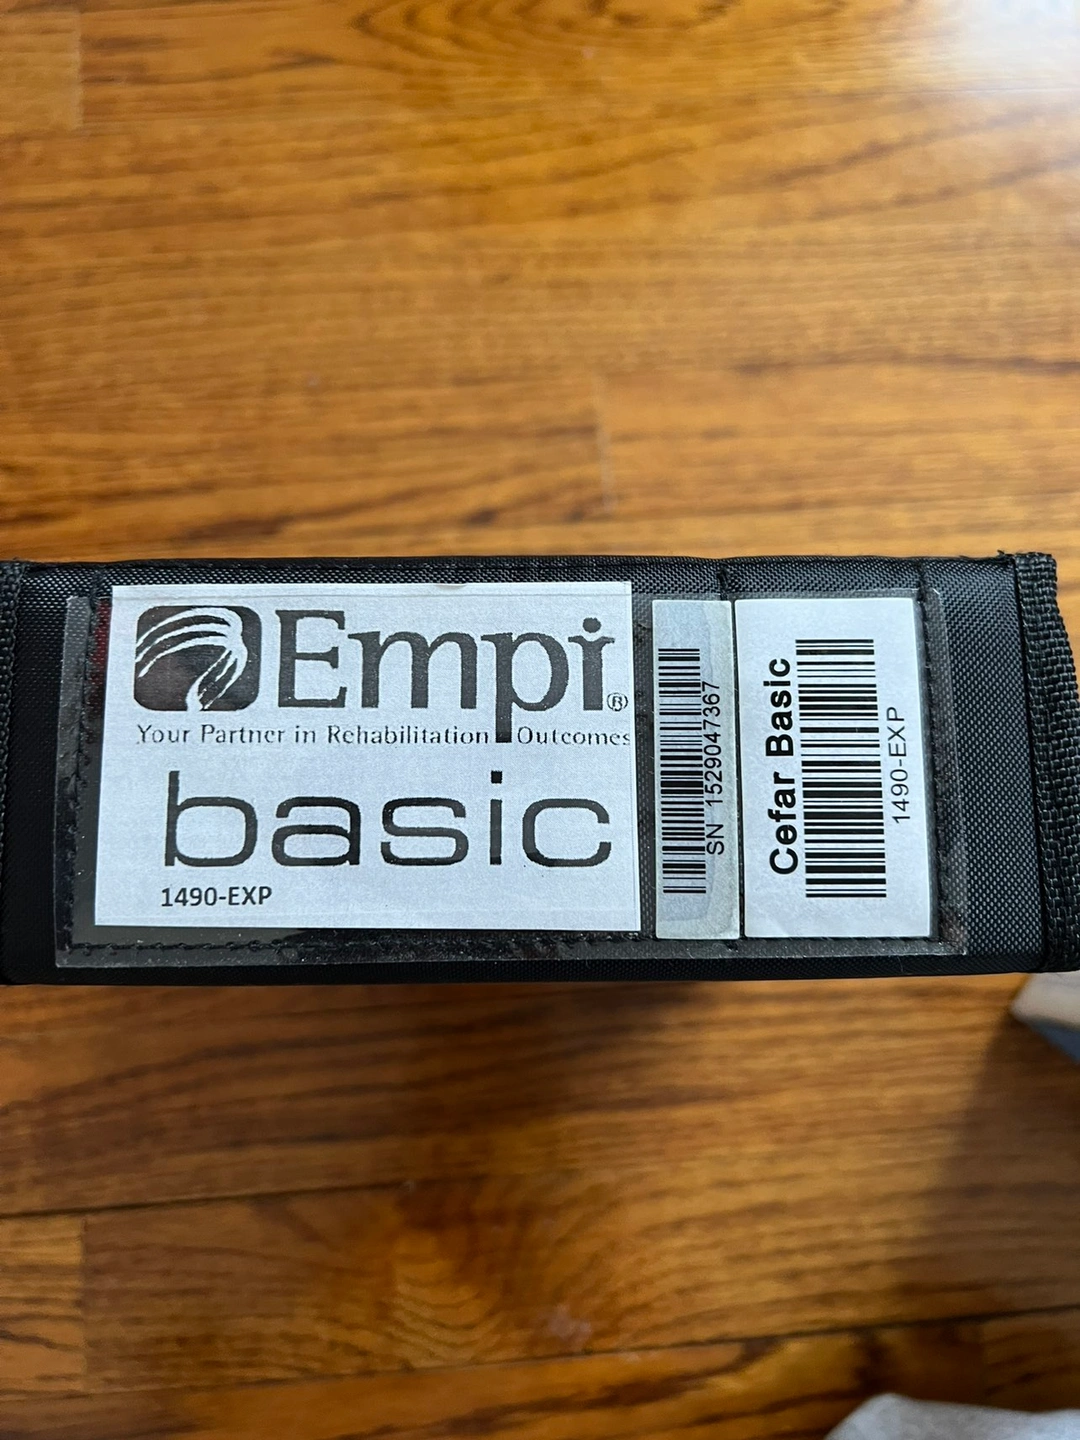 Empi®
Your Partner in Rehabilitation Outcomes
basic
1490-EXP
SN 1529047367
Cefar Basic
1490-EXP